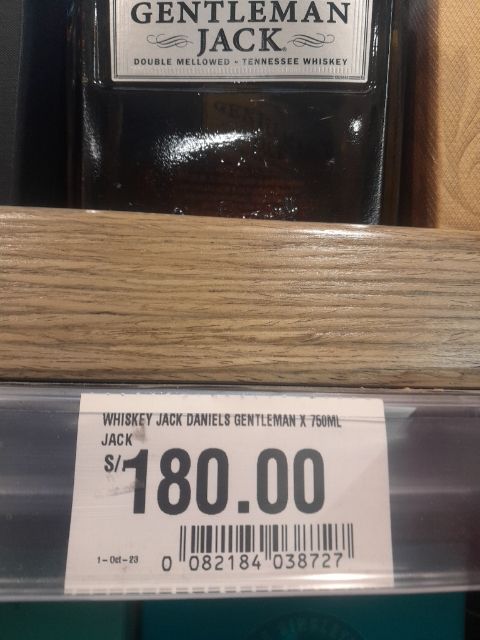 GENTLEMAN
JACK
DOUBLE MELLOWED • TENNESSEE WHISKEY
WHISKEY JACK DANIELS GENTLEMAN X 750ML
JACK
S/.180.00
1-Oct-23
0 082184 038727